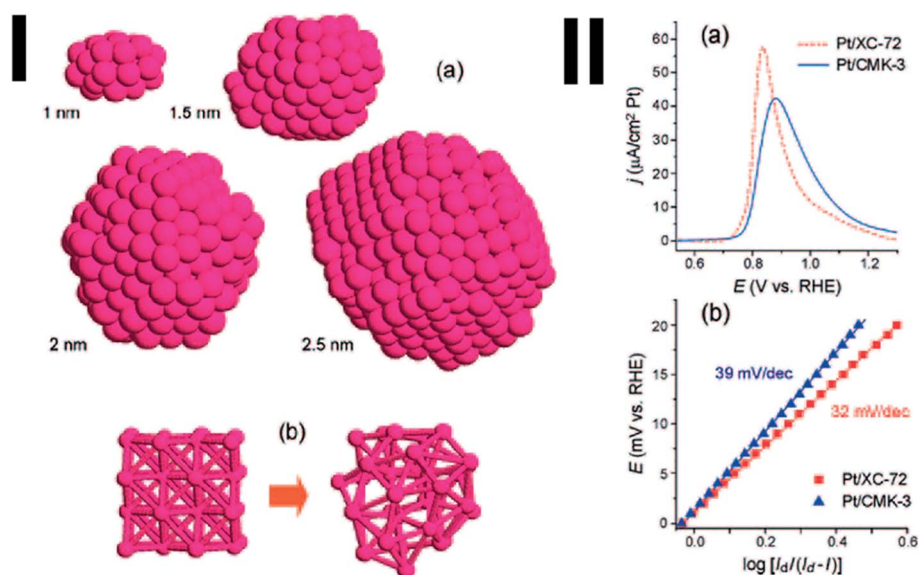 I
(a)
1 nm
1.5 nm
2 nm
2.5 nm
(b)
II
(a)
Pt/XC-72
Pt/CMK-3
j (μA/cm² Pt)
60
50
40
30
20
10
0
0.6 0.8 1.0 1.2
E (V vs. RHE)
(b)
39 mV/dec
32 mV/dec
Pt/XC-72
Pt/CMK-3
E (mV vs. RHE)
20
15
10
5
0
0.0 0.2 0.4 0.6
log [I_d/(I_d-I)]